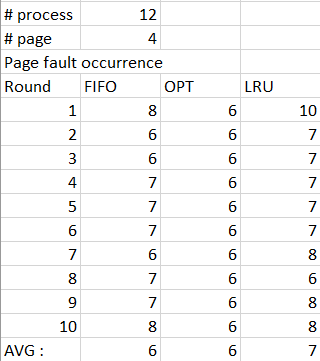 # process 12
# page 4
Page fault occurrence
Round FIFO OPT LRU
1 8 6 10
2 6 6 7
3 6 6 7
4 7 6 7
5 7 6 7
6 7 6 7
7 6 6 8
8 7 6 6
9 7 6 8
10 8 6 8
AVG : 6 6 7